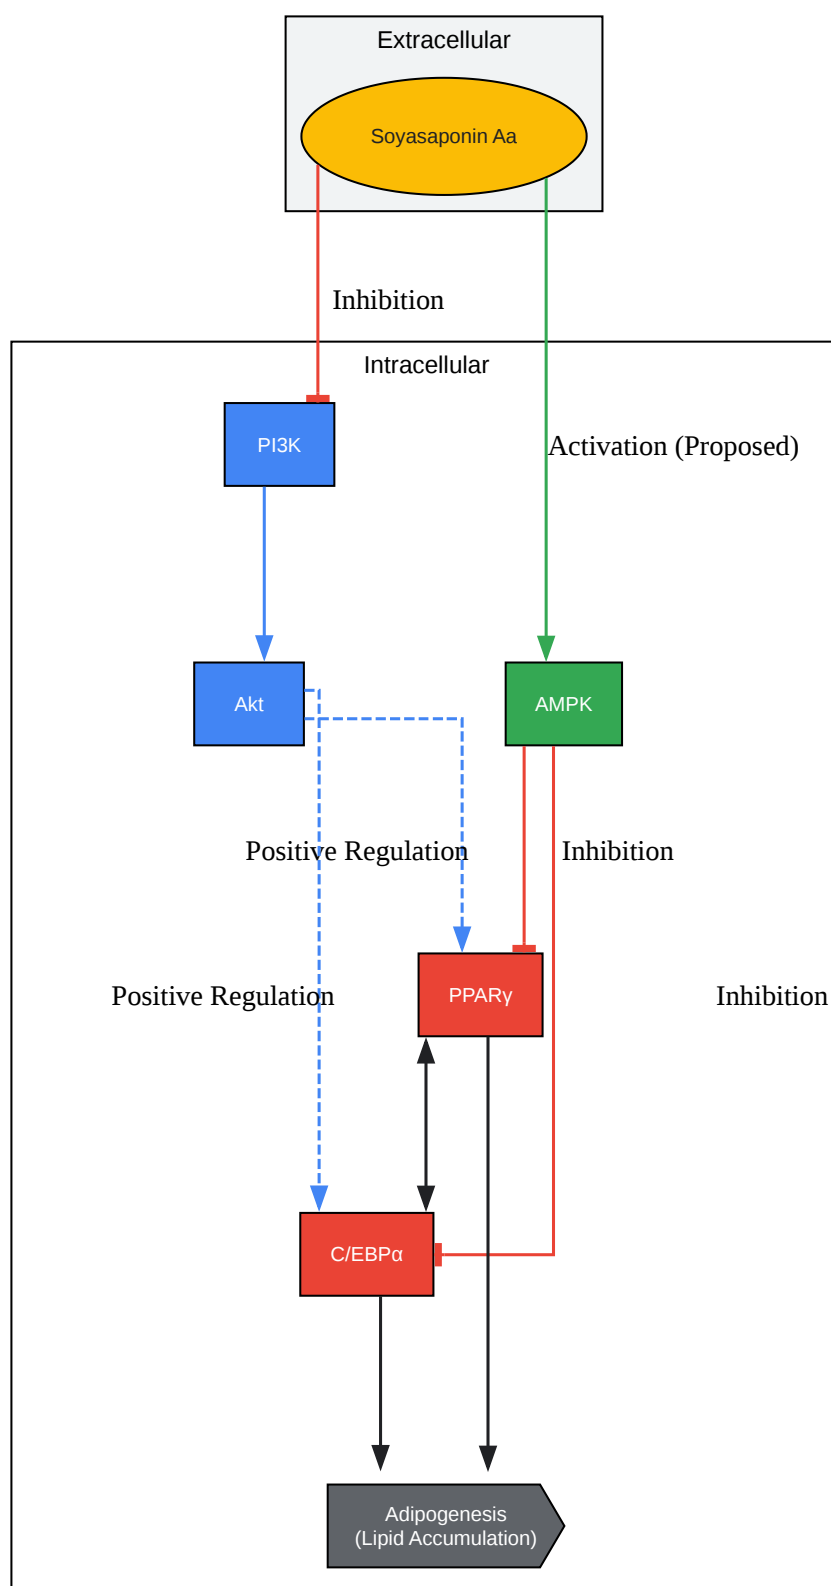 Extracellular
Soyasaponin Aa
Inhibition
Intracellular
PI3K
Activation (Proposed)
Akt
AMPK
Positive Regulation
Inhibition
Positive Regulation
PPARγ
Inhibition
C/EBPα
Adipogenesis
(Lipid Accumulation)